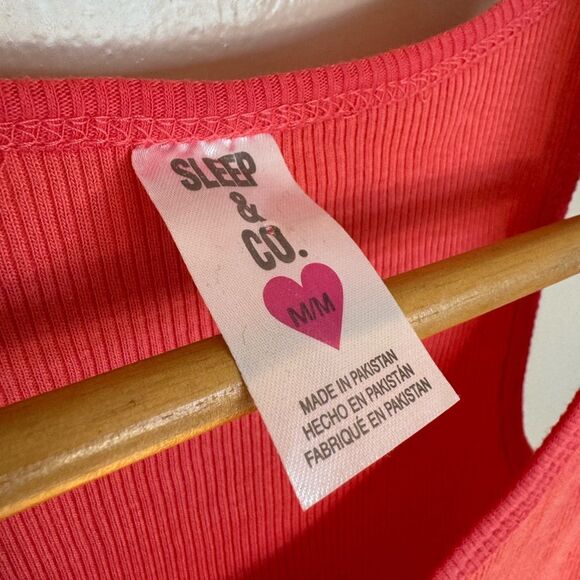 SLEEP
&
CO.
M/M
MADE IN PAKISTAN
HECHO EN PAKISTÁN
FABRIQUÉ EN PAKISTAN